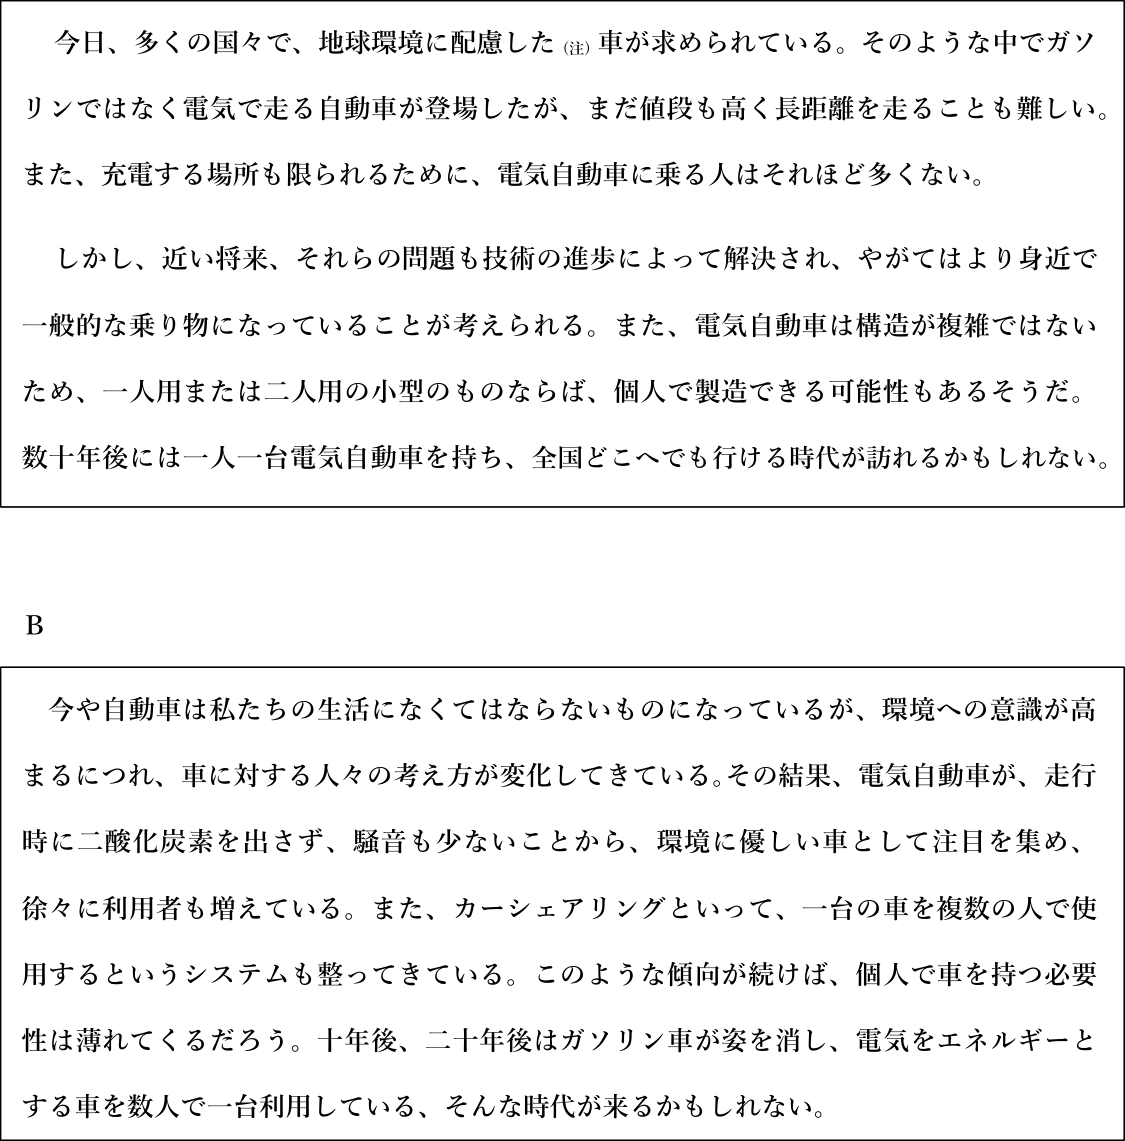 今日、多くの国々で、地球環境に配慮した（注）車が求められている。そのような中でガソ
リンではなく電気で走る自動車が登場したが、まだ値段も高く長距離を走ることも難しい。
また、充電する場所も限られるために、電気自動車に乗る人はそれほど多くない。
しかし、近い将来、それらの問題も技術の進歩によって解決され、やがてはより身近で
一般的な乗り物になっていることが考えられる。また、電気自動車は構造が複雑ではない
ため、一人用または二人用の小型のものならば、個人で製造できる可能性もあるそうだ。
数十年後には一人一台電気自動車を持ち、全国どこへでも行ける時代が訪れるかもしれない。
B
今や自動車は私たちの生活になくてはならないものになっているが、環境への意識が高
まるにつれ、車に対する人々の考え方が変化してきている。その結果、電気自動車が、走行
時に二酸化炭素を出さず、騒音も少ないことから、環境に優しい車として注目を集め、
徐々に利用者も増えている。また、カーシェアリングといって、一台の車を複数の人で使
用するというシステムも整ってきている。このような傾向が続けば、個人で車を持つ必要
性は薄れてくるだろう。十年後、二十年後はガソリン車が姿を消し、電気をエネルギーと
する車を数人で一台利用している、そんな時代が来るかもしれない。